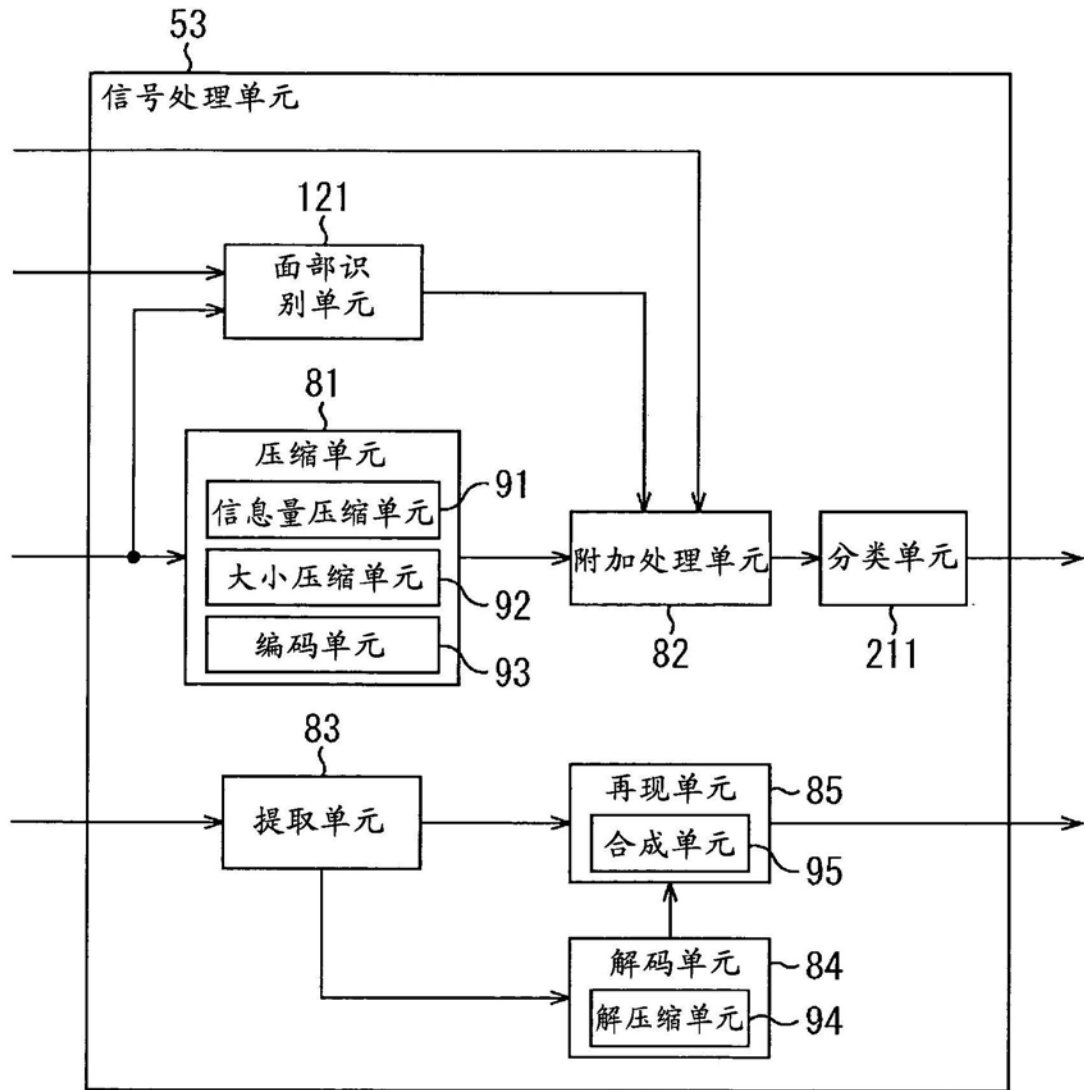 53
信号处理单元
121
面部识
别单元
81
压缩单元
信息量压缩单元
91
大小压缩单元
92
编码单元
93
附加处理单元
82
分类单元
211
83
提取单元
再现单元
85
合成单元
95
解码单元
84
解压缩单元
94